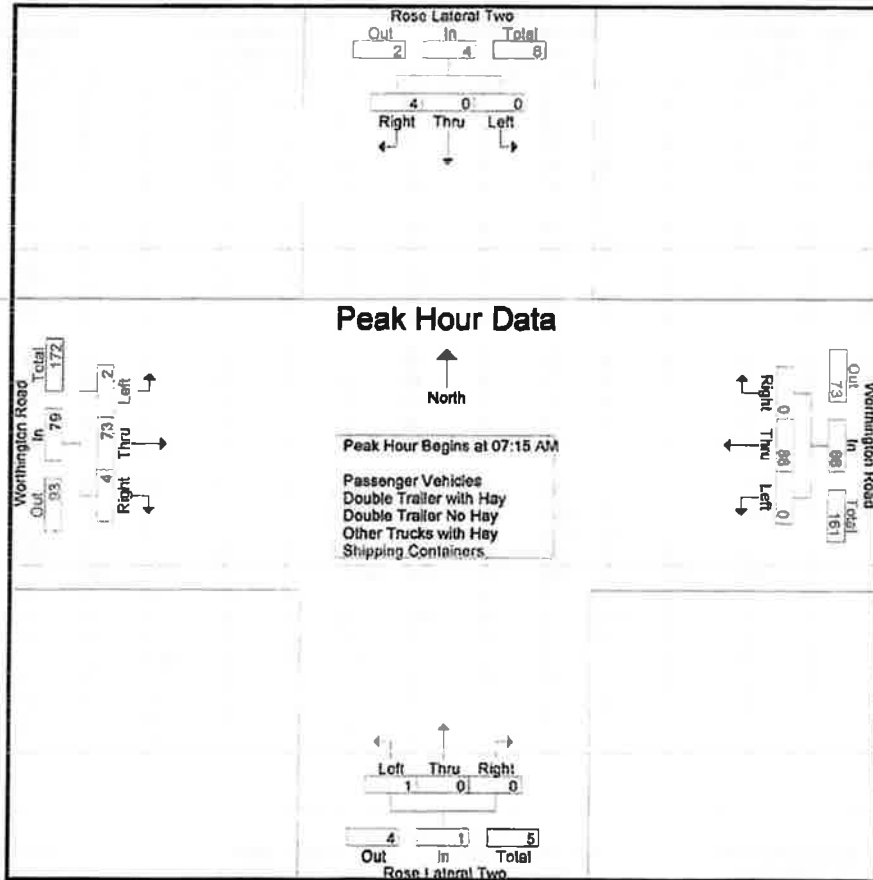 Rose Lateral Two
Out In Total
2 4 6
4 0 0
Right Thru Left
Peak Hour Data
North
Peak Hour Begins at 07:15 AM
Passenger Vehicles
Double Trailer with Hay
Double Trailer No Hay
Other Trucks with Hay
Shipping Containers
Worthington Road
Out In Total
93 79 172
4 73 2
Right Thru Left
Worthington Road
Out In Total
73 88 161
0 88 0
Right Thru Left
Left Thru Right
1 0 0
4 1 5
Out In Total
Rose Lateral Two